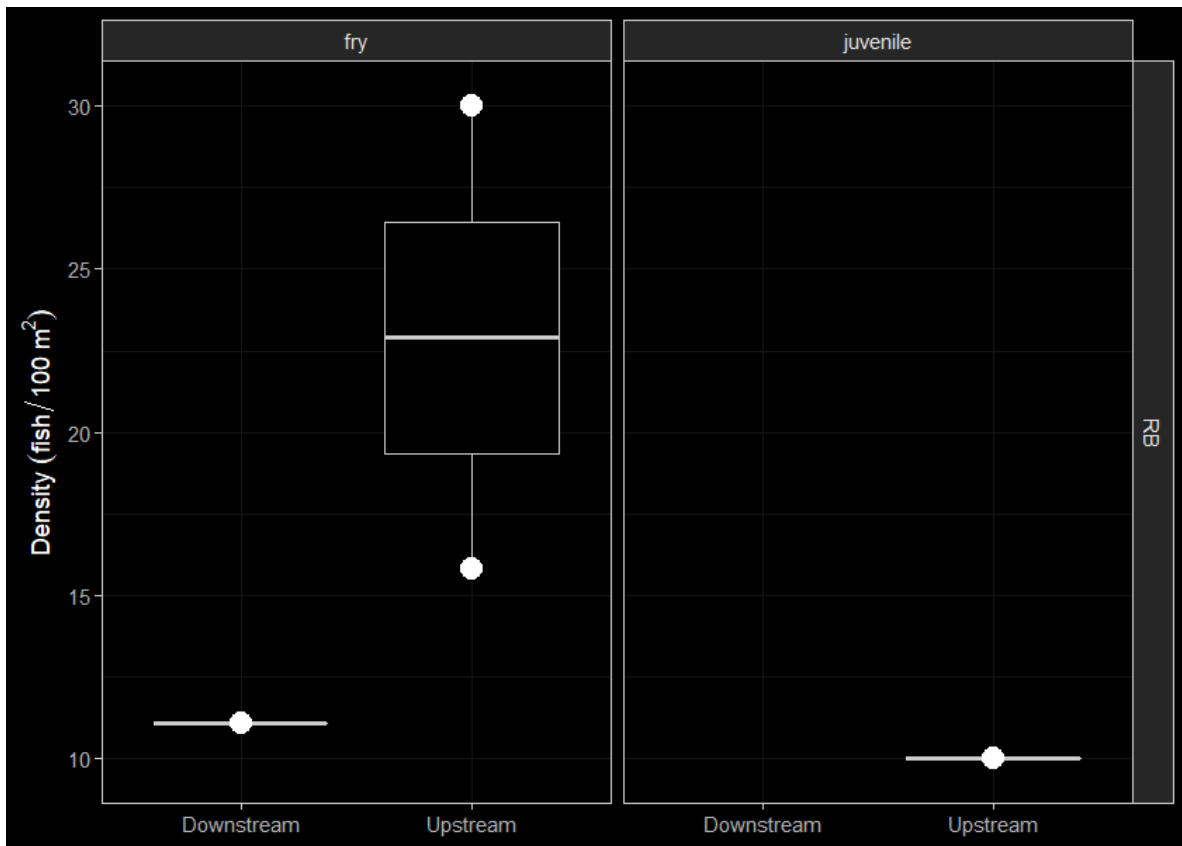 fry
juvenile
RB
Density (fish / 100 m²)
30
25
20
15
10
Downstream
Upstream
Downstream
Upstream